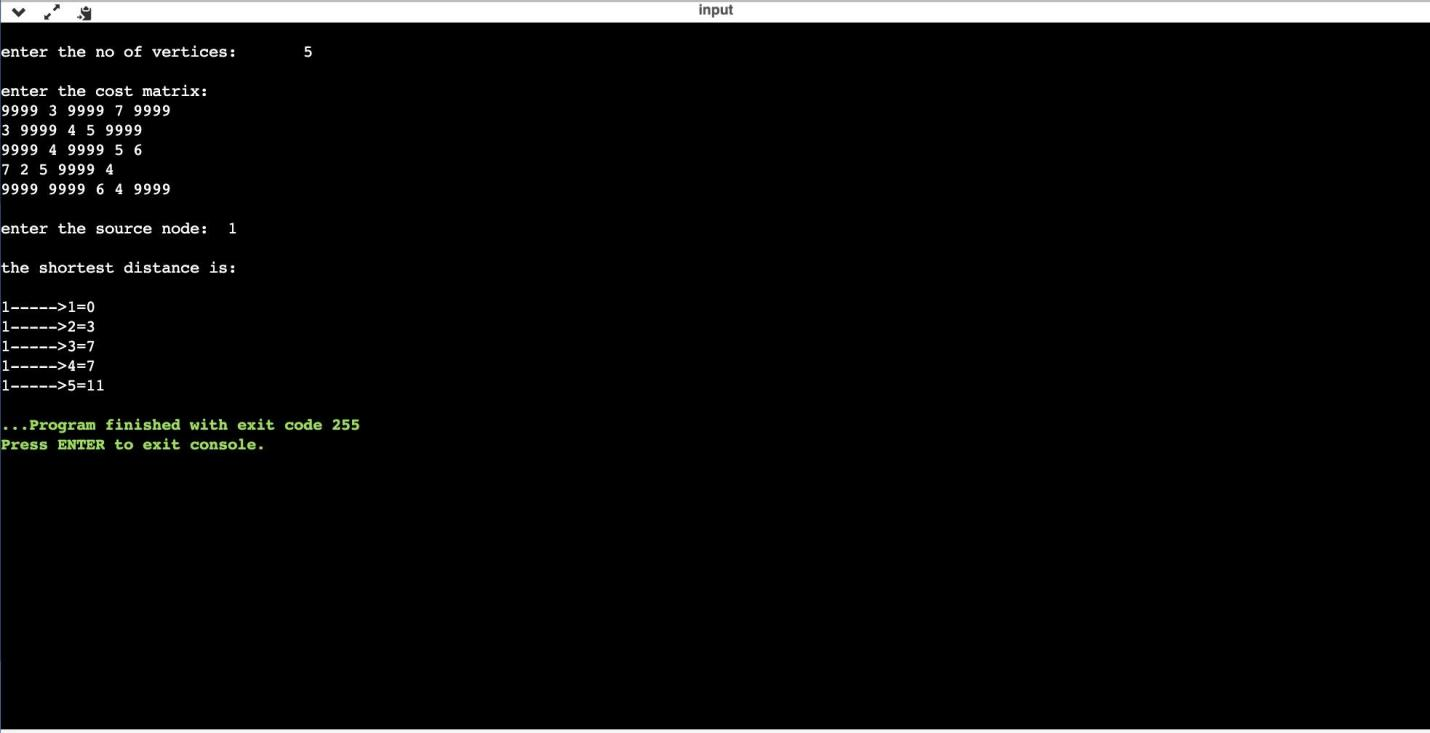 input
enter the no of vertices: 5
enter the cost matrix:
9999 3 9999 7 9999
3 9999 4 5 9999
9999 4 9999 5 6
7 2 5 9999 4
9999 9999 6 4 9999
enter the source node: 1
the shortest distance is:
1----->1=0
1----->2=3
1----->3=7
1----->4=7
1----->5=11
...Program finished with exit code 255
Press ENTER to exit console.